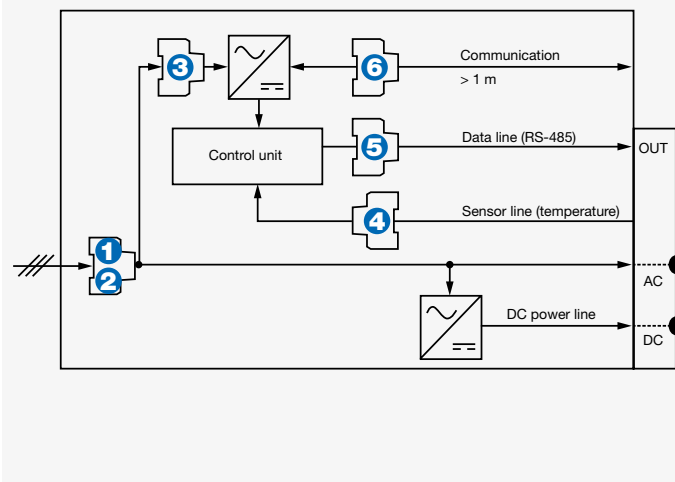 3
6
Communication
> 1 m
Control unit
5
Data line (RS-485)
OUT
4
Sensor line (temperature)
1
2
AC
DC power line
DC